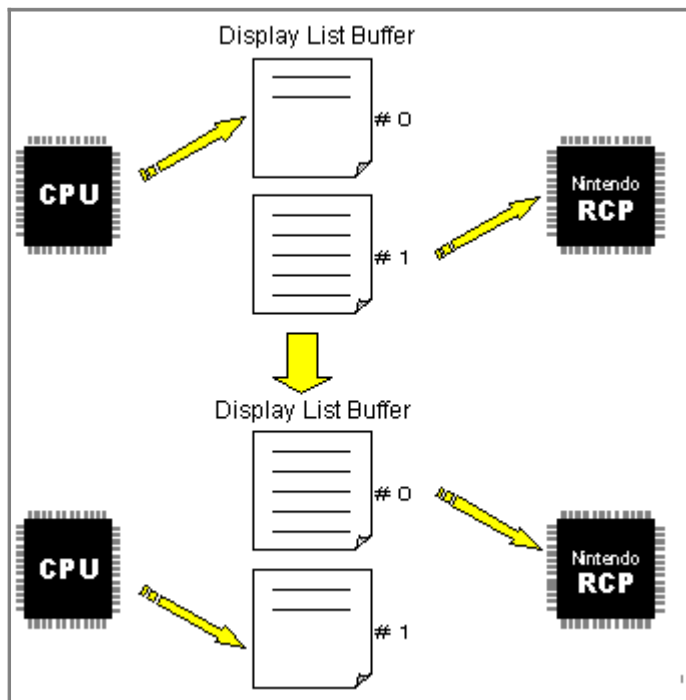 Display List Buffer
# 0
CPU
Nintendo
RCP
# 1
Display List Buffer
# 0
CPU
Nintendo
RCP
# 1